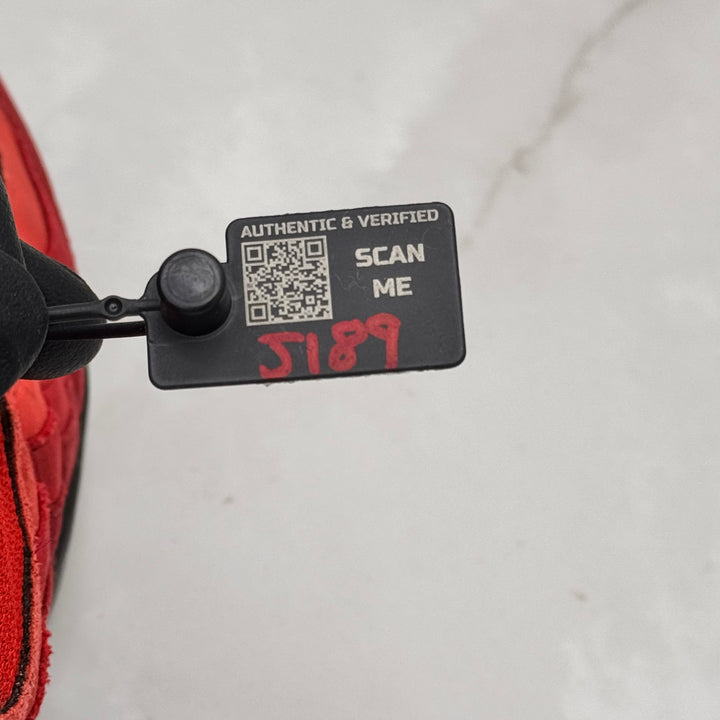 AUTHENTIC & VERIFIED
SCAN
ME
J189